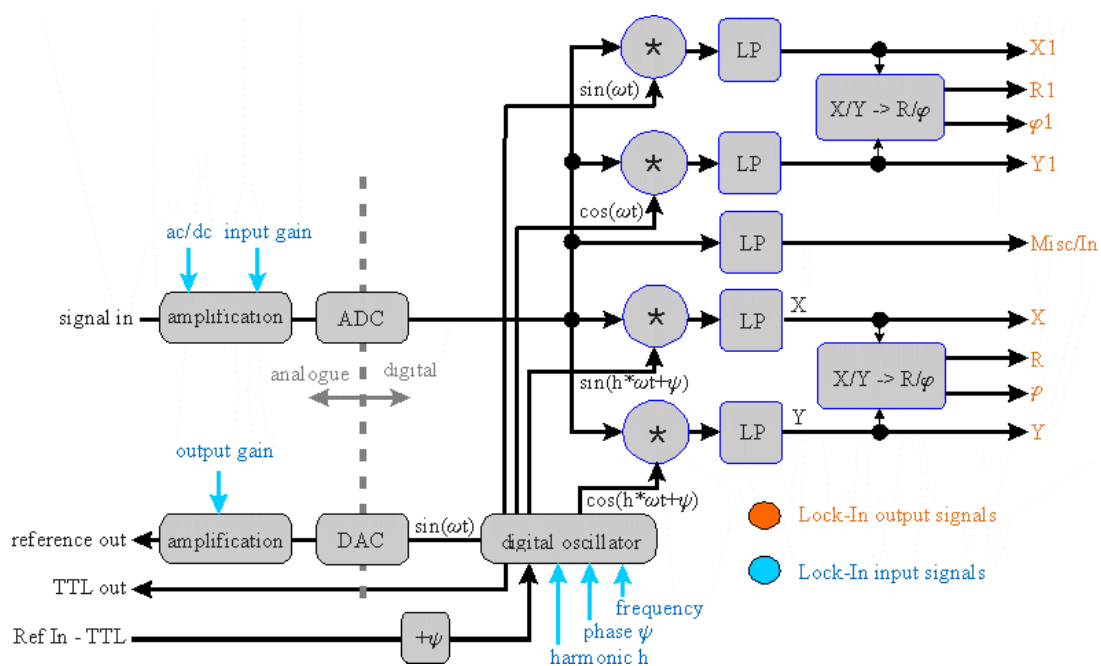 * LP X1
sin(ωt)
R1
X/Y -> R/φ
φ1
* LP Y1
cos(ωt)
ac/dc input gain
LP Misc/In
signal in amplification ADC
* LP X X
analogue digital
sin(h*ωt+ψ)
R
X/Y -> R/φ
φ
* LP Y Y
output gain
cos(h*ωt+ψ)
Lock-In output signals
reference out amplification DAC sin(ωt) digital oscillator
Lock-In input signals
TTL out
frequency
Ref In - TTL +ψ
phase ψ
harmonic h